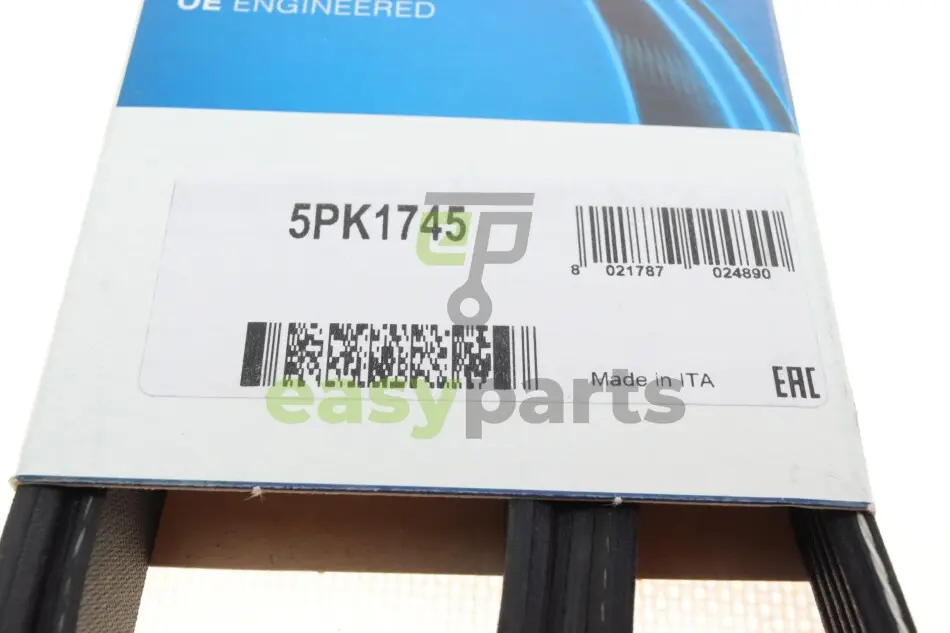 OE ENGINEERED
5PK1745
8 021787 024890
Made in ITA
EAC
easyparts